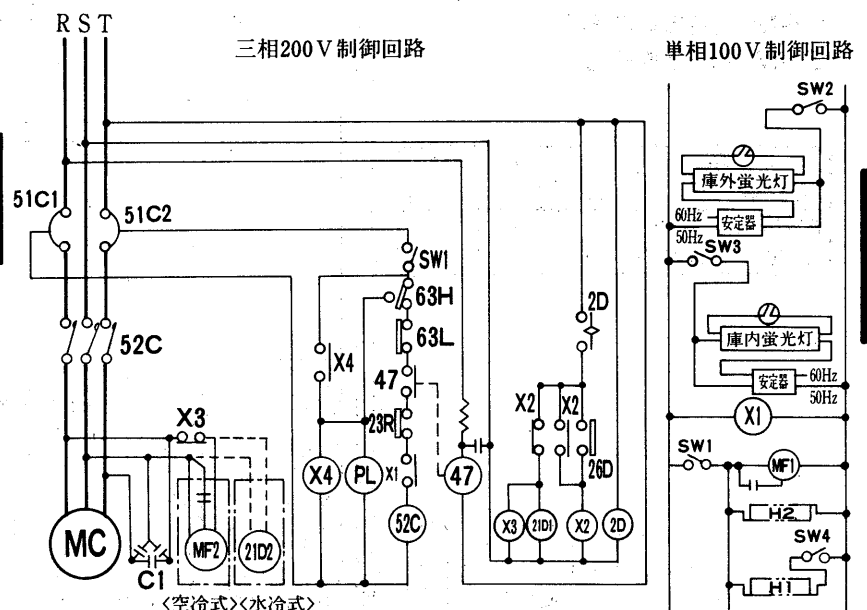 R S T
三相200V制御回路
単相100V制御回路
SW2
庫外蛍光灯
60Hz
安定器
50Hz
51C1
51C2
SW1
SW3
63H
2D
63L
庫内蛍光灯
52C
X4
安定器
60Hz
50Hz
47
X2
X2
X1
X3
23R
SW1
X4
PL
X1
47
26D
MF1
52C
X3
21D1
X2
2D
H2
MC
MF2
21D2
SW4
C1
H1
<空冷式><水冷式>